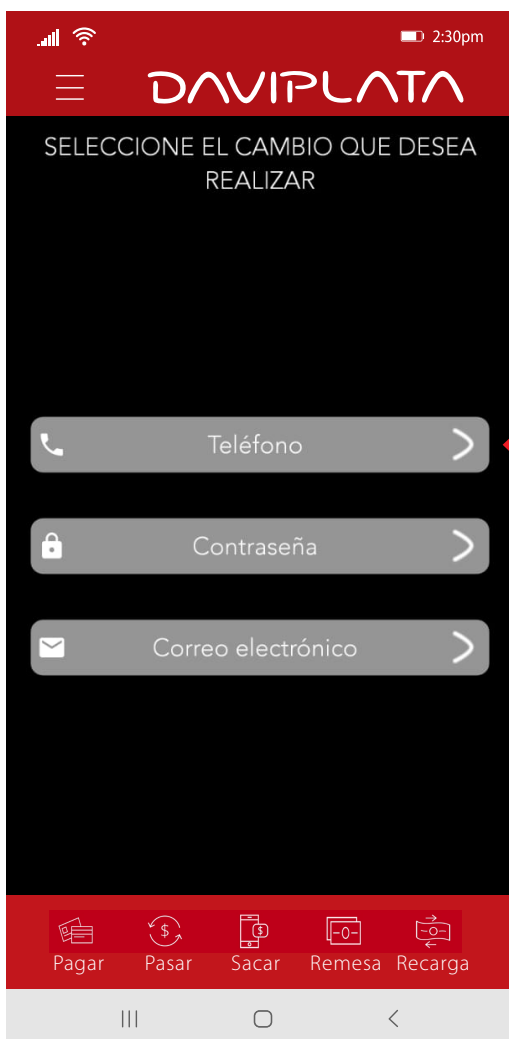 2:30pm
DAVIPLATA
SELECCIONE EL CAMBIO QUE DESEA
REALIZAR
Teléfono
Contraseña
Correo electrónico
Pagar Pasar Sacar Remesa Recarga